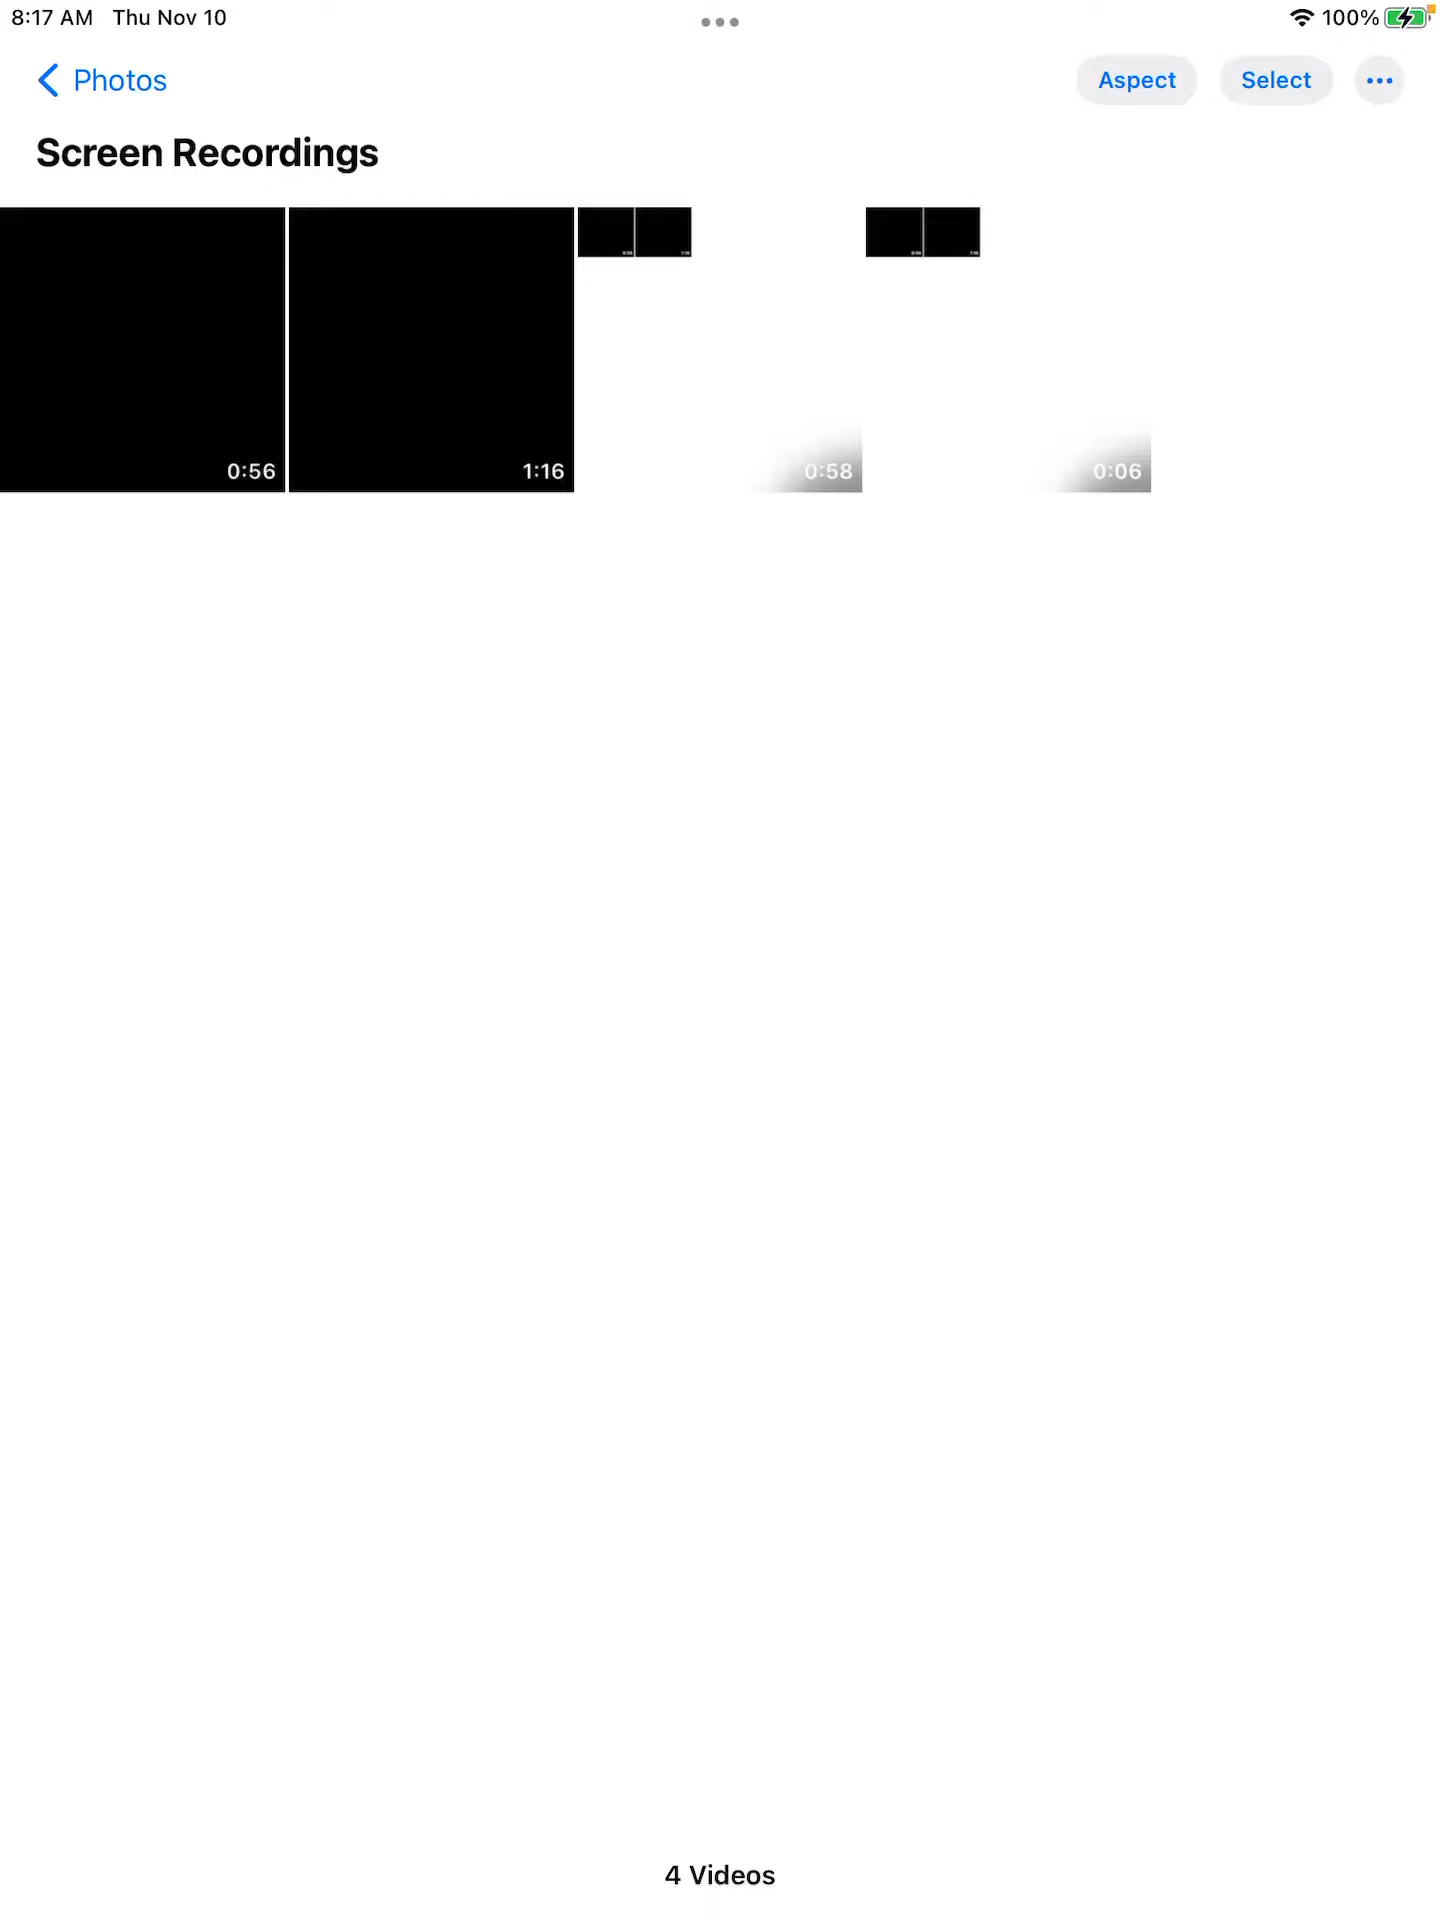 8:17 AM Thu Nov 10
100%
Photos
Aspect
Select
Screen Recordings
0:56
1:16
0:58
0:06
4 Videos